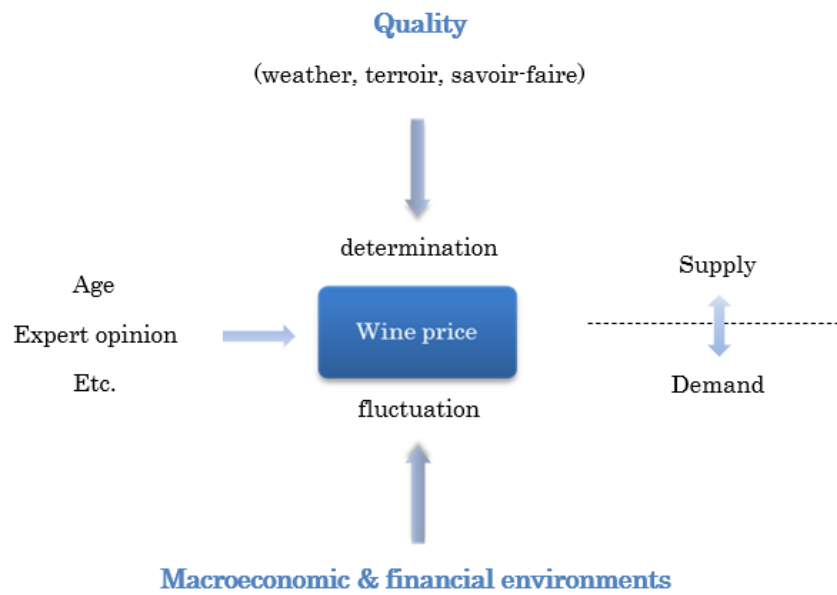 Quality
(weather, terroir, savoir-faire)
determination
Age
Expert opinion
Etc.
Wine price
fluctuation
Supply
Demand
Macroeconomic & financial environments